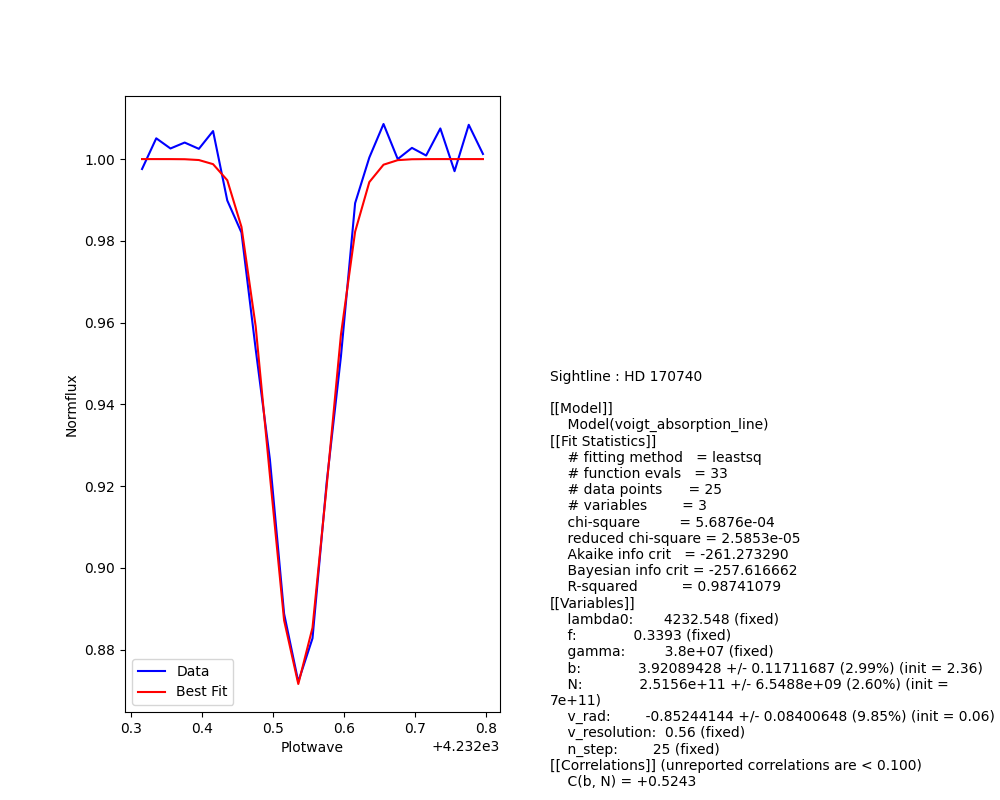 1.00
0.98
0.96
0.94
0.92
0.90
0.88
Normflux
Data
Best Fit
0.3 0.4 0.5 0.6 0.7 0.8
Plotwave
+4.232e3
Sightline : HD 170740
[[Model]]
Model(voigt_absorption_line)
[[Fit Statistics]]
# fitting method = leastsq
# function evals = 33
# data points = 25
# variables = 3
chi-square = 5.6876e-04
reduced chi-square = 2.5853e-05
Akaike info crit = -261.273290
Bayesian info crit = -257.616662
R-squared = 0.98741079
[[Variables]]
lambda0: 4232.548 (fixed)
f: 0.3393 (fixed)
gamma: 3.8e+07 (fixed)
b: 3.92089428 +/- 0.11711687 (2.99%) (init = 2.36)
N: 2.5156e+11 +/- 6.5488e+09 (2.60%) (init =
7e+11)
v_rad: -0.85244144 +/- 0.08400648 (9.85%) (init = 0.06)
v_resolution: 0.56 (fixed)
n_step: 25 (fixed)
[[Correlations]] (unreported correlations are < 0.100)
C(b, N) = +0.5243